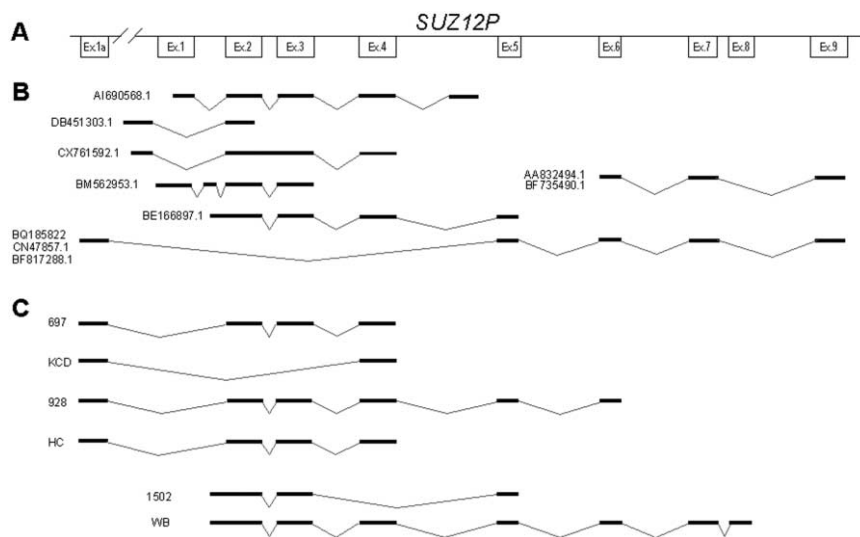 SUZ12P
A
Ex.1a Ex.1 Ex.2 Ex.3 Ex.4 Ex.5 Ex.6 Ex.7 Ex.8 Ex.9
B
AI690568.1
DB451303.1
CX761592.1
BM562953.1
AA832494.1
BF735490.1
BE166897.1
BQ185822
CN47857.1
BF817288.1
C
697
KCD
928
HC
1502
WB